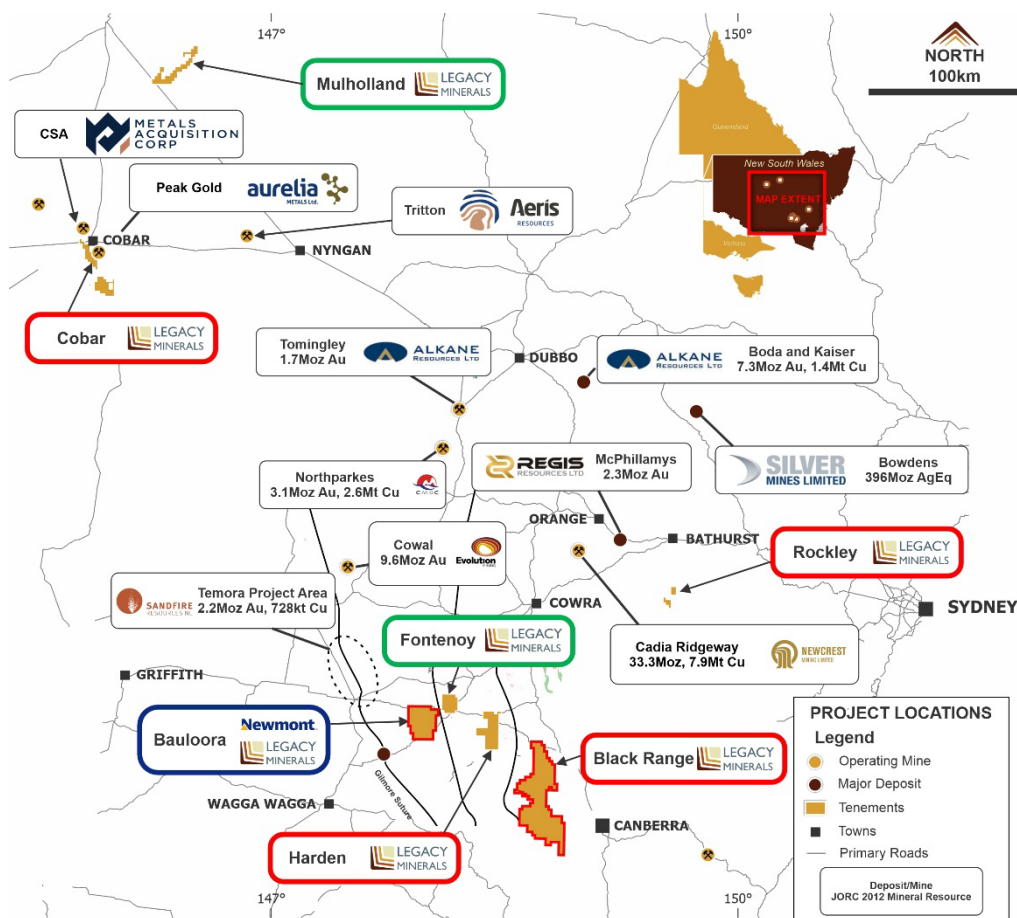 147°
150°
NORTH
100km
Mulholland
LEGACY
MINERALS
CSA
METALS
ACQUISITION
CORP
Queensland
New South Wales
MAP EXTENT
Victoria
Peak Gold
aurelia
METALS Ltd.
Tritton
Aeris
RESOURCES
COBAR
NYNGAN
Cobar
LEGACY
MINERALS
Tomingley
1.7Moz Au
ALKANE
RESOURCES LTD
DUBBO
ALKANE
RESOURCES LTD
Boda and Kaiser
7.3Moz Au, 1.4Mt Cu
Northparkes
3.1Moz Au, 2.6Mt Cu
CMOC
REGIS
RESOURCES LTD
McPhillamys
2.3Moz Au
SILVER
MINES LIMITED
Bowdens
396Moz AgEq
ORANGE
BATHURST
Cowal
9.6Moz Au
Evolution
Rockley
LEGACY
MINERALS
SANDFIRE
RESOURCES NL
Temora Project Area
2.2Moz Au, 728kt Cu
COWRA
SYDNEY
Fontenoy
LEGACY
MINERALS
Cadia Ridgeway
33.3Moz, 7.9Mt Cu
NEWCREST
MINING LIMITED
GRIFFITH
Bauloora
Newmont
LEGACY
MINERALS
Black Range
LEGACY
MINERALS
Gilmore Suture
WAGGA WAGGA
CANBERRA
Harden
LEGACY
MINERALS
PROJECT LOCATIONS
Legend
Operating Mine
Major Deposit
Tenements
Towns
Primary Roads
Deposit/Mine
JORC 2012 Mineral Resource
147°
150°